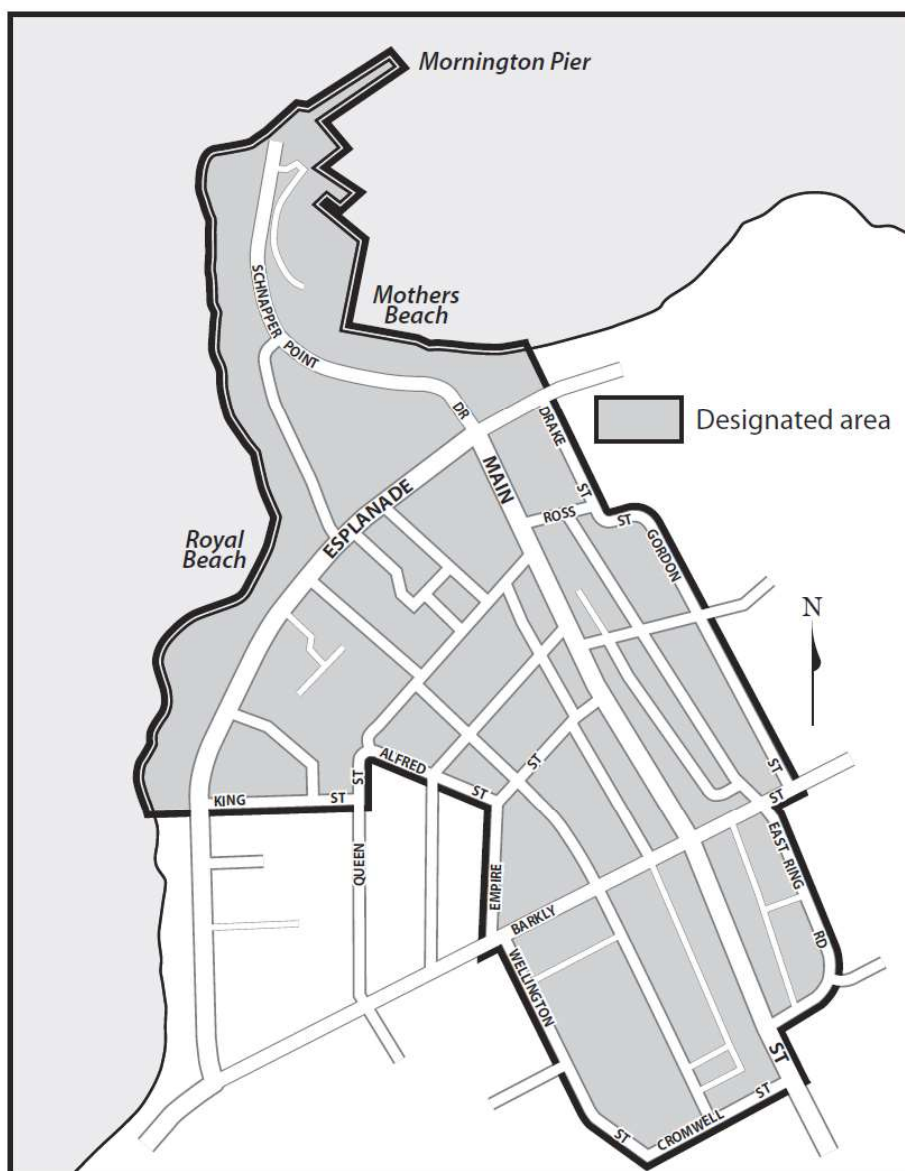 Mornington Pier
Mothers
Beach
SCHNAPPER
POINT
DR
DRAKE
ST
Designated area
MAIN
ESPLANADE
ROSS
ST
GORDON
Royal
Beach
N
ALFRED
ST
ST
ST
KING
ST
ST
ST
QUEEN
EMPIRE
EAST RING
RD
BARKLY
WELLINGTON
ST
ST
CROMWELL
ST